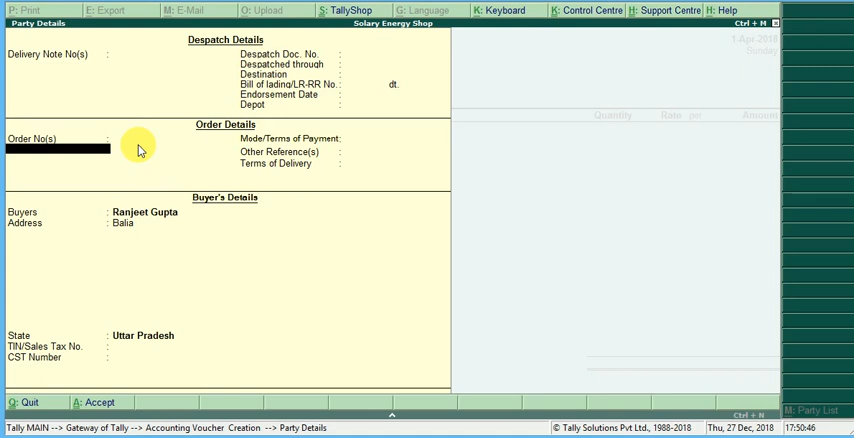 P: Print E: Export M: E-Mail O: Upload S: TallyShop G: Language K: Keyboard K: Control Centre H: Support Centre H: Help
Party Details Solary Energy Shop Ctrl + M
1-Apr-2018
Sunday
Despatch Details
Delivery Note No(s) :
Despatch Doc. No. :
Despatched through :
Destination :
Bill of lading/LR-RR No. : dt.
Endorsement Date :
Depot :
Quantity Rate per Amount
Order Details
Order No(s) :
Mode/Terms of Payment:
Other Reference(s) :
Terms of Delivery :
Buyer's Details
Buyers : Ranjeet Gupta
Address : Balia
State : Uttar Pradesh
TIN/Sales Tax No. :
CST Number :
Q: Quit A: Accept
M: Party List
Ctrl + N
Tally MAIN --> Gateway of Tally --> Accounting Voucher Creation --> Party Details © Tally Solutions Pvt Ltd., 1988-2018 Thu, 27 Dec, 2018 17:50:46